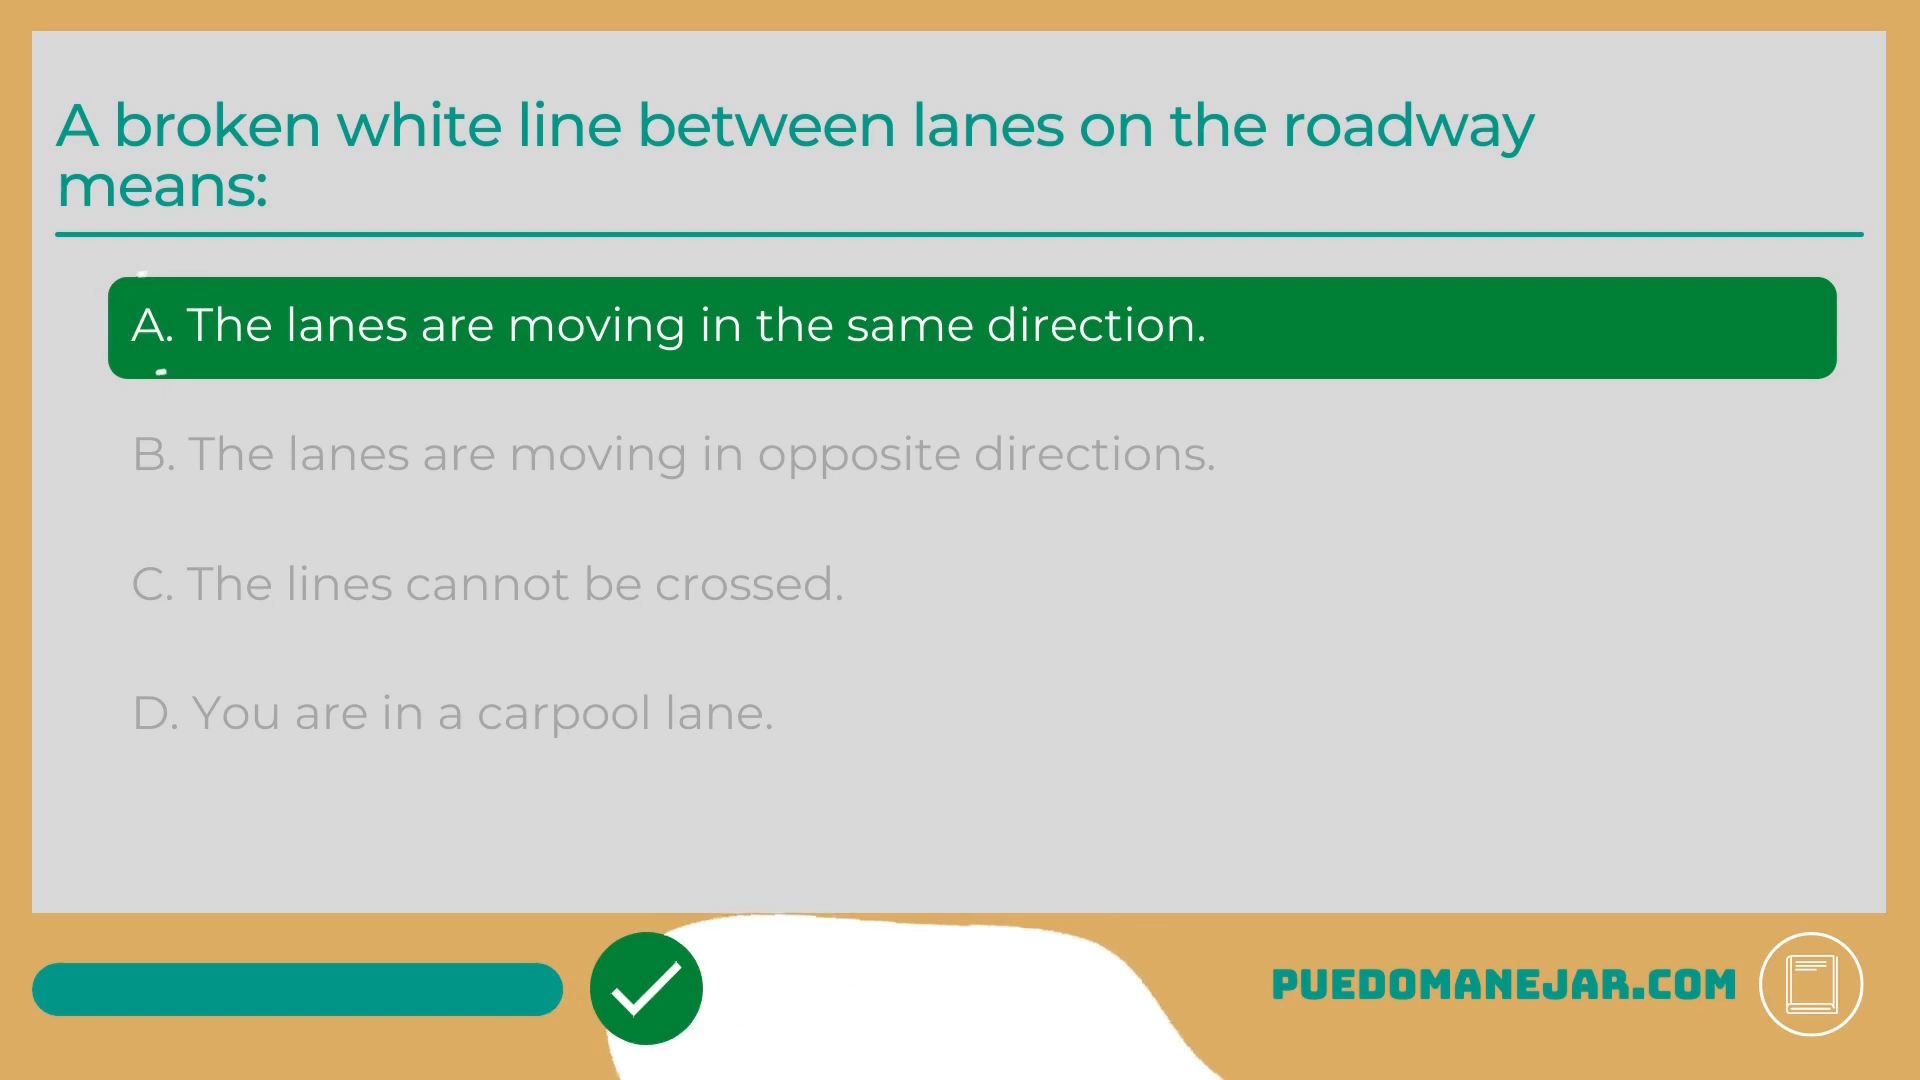 A broken white line between lanes on the roadway
means:
A. The lanes are moving in the same direction.
B. The lanes are moving in opposite directions.
C. The lines cannot be crossed.
D. You are in a carpool lane.
PUEDOMANEJAR.COM